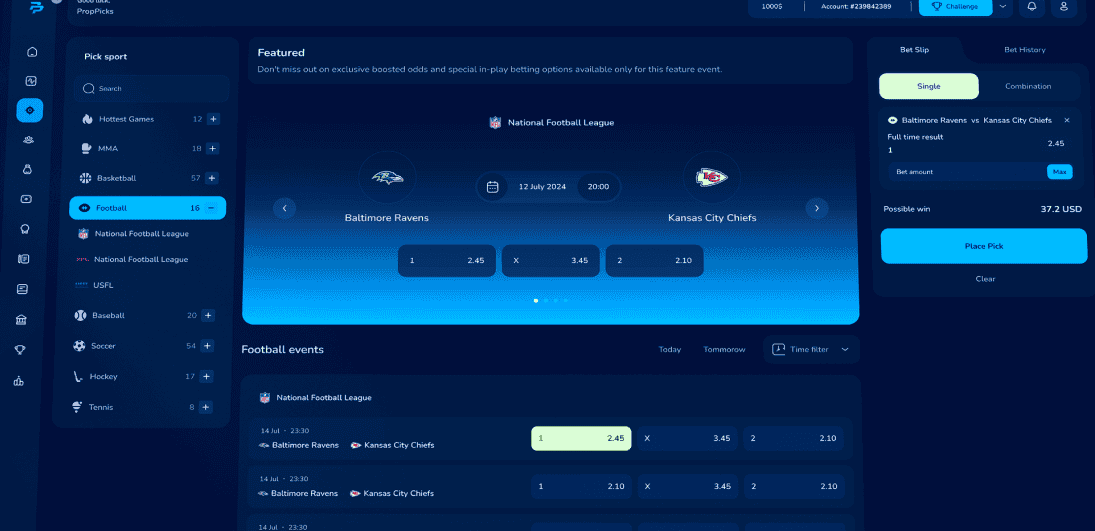 Good luck,
PropPicks
1000$
Account: #239842389
Challenge
Pick sport
Search
Hottest Games 12 +
MMA 18 +
Basketball 57 +
Football 16 −
National Football League
National Football League
USFL
Baseball 20 +
Soccer 54 +
Hockey 17 +
Tennis 8 +
Featured
Don't miss out on exclusive boosted odds and special in-play betting options available only for this feature event.
National Football League
12 July 2024 20:00
Baltimore Ravens
Kansas City Chiefs
1 2.45
X 3.45
2 2.10
Football events
Today
Tommorow
Time filter
National Football League
14 Jul • 23:30
Baltimore Ravens Kansas City Chiefs
1 2.45
X 3.45
2 2.10
14 Jul • 23:30
Baltimore Ravens Kansas City Chiefs
1 2.10
X 3.45
2 2.10
14 Jul • 23:30
Bet Slip
Bet History
Single
Combination
Baltimore Ravens vs Kansas City Chiefs ×
Full time result
1
2.45
Bet amount
Max
Possible win 37.2 USD
Place Pick
Clear